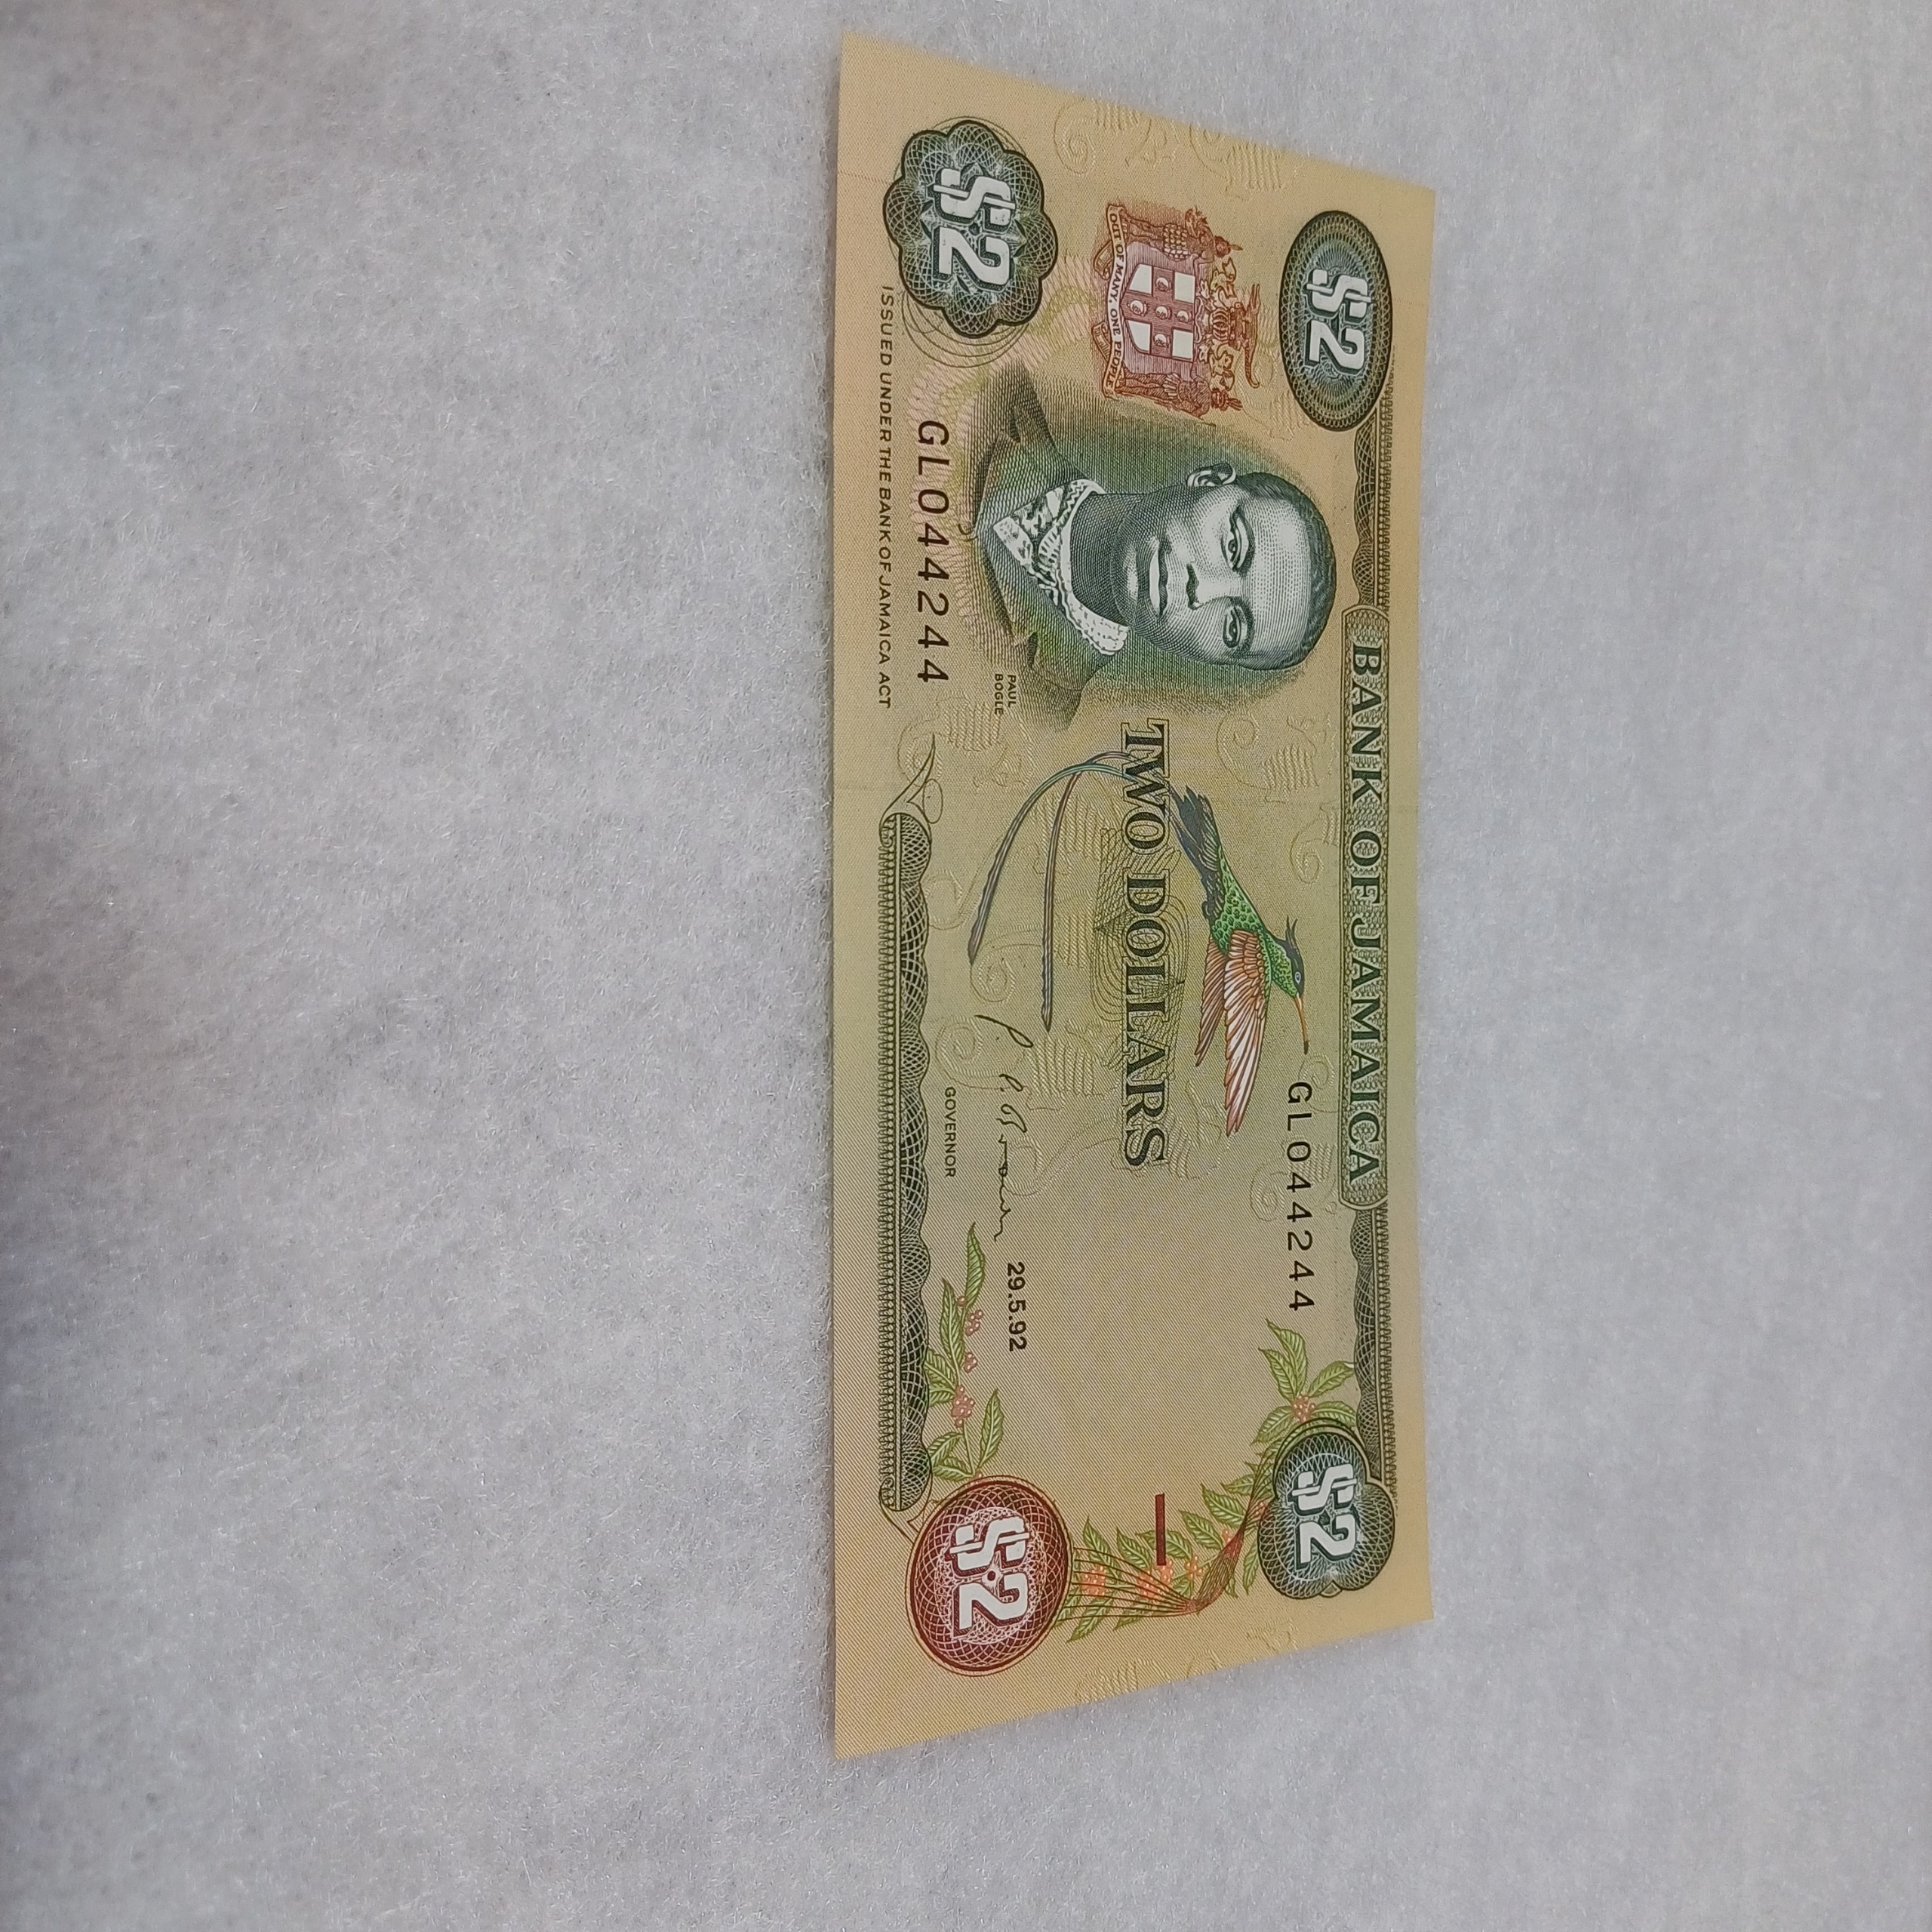 BANK OF JAMAICA
$2
$2
GL044244
OUT OF MANY, ONE PEOPLE
TWO DOLLARS
PAUL
BOGLE
29.5.92
GOVERNOR
GL044244
$2
$2
ISSUED UNDER THE BANK OF JAMAICA ACT